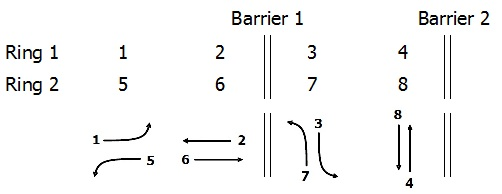 Barrier 1 Barrier 2
Ring 1 1 2 3 4
Ring 2 5 6 7 8
1 5 6 2 3 7 8 4